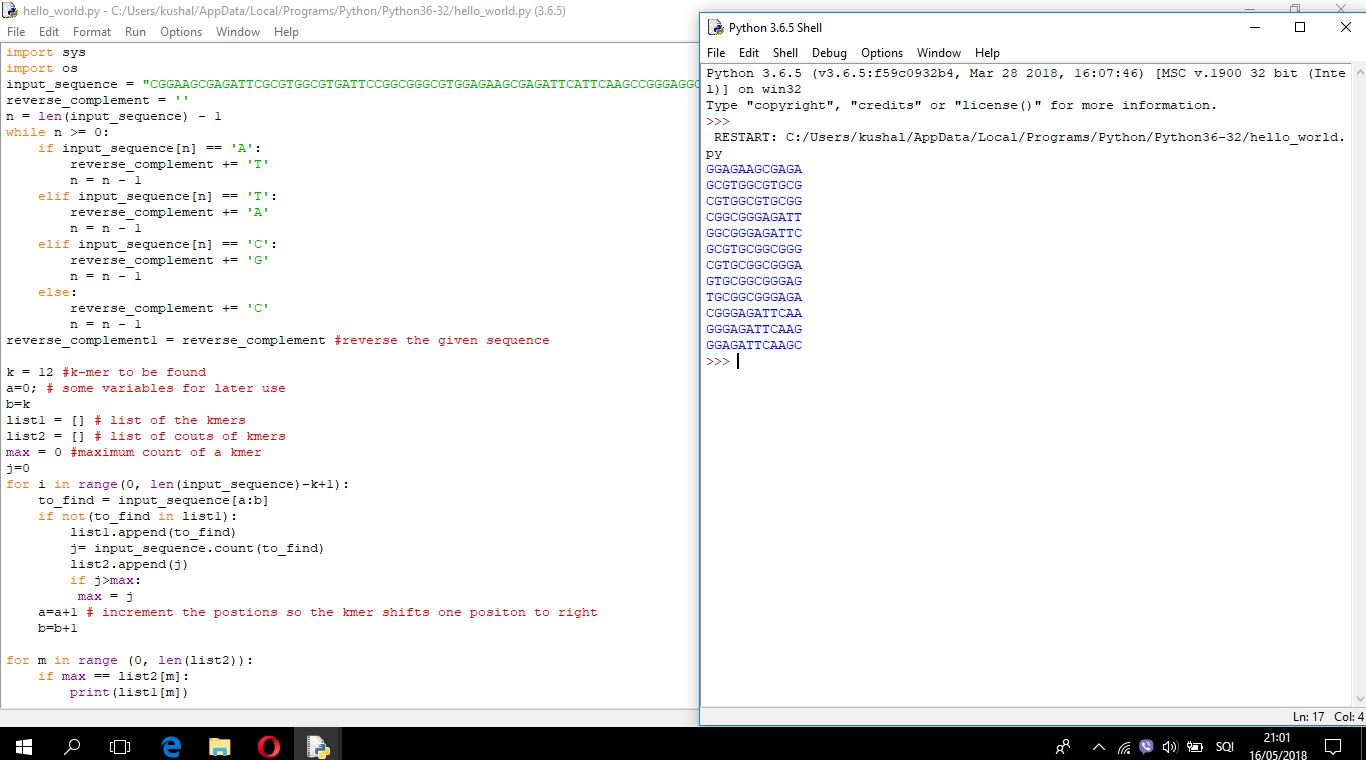 hello_world.py - C:/Users/kushal/AppData/Local/Programs/Python/Python36-32/hello_world.py (3.6.5)
File Edit Format Run Options Window Help
import sys
import os
input_sequence = "CGGAAGCGAGATTCGCGTGGCGTGATTCCGGCGGGCGTGGAGAAGCGAGATTCATTCAAGCCGGGAGGC
reverse_complement = ''
n = len(input_sequence) - 1
while n >= 0:
    if input_sequence[n] == 'A':
        reverse_complement += 'T'
        n = n - 1
    elif input_sequence[n] == 'T':
        reverse_complement += 'A'
        n = n - 1
    elif input_sequence[n] == 'C':
        reverse_complement += 'G'
        n = n - 1
    else:
        reverse_complement += 'C'
        n = n - 1
reverse_complement1 = reverse_complement #reverse the given sequence
k = 12 #k-mer to be found
a=0; # some variables for later use
b=k
list1 = [] # list of the kmers
list2 = [] # list of couts of kmers
max = 0 #maximum count of a kmer
j=0
for i in range(0, len(input_sequence)-k+1):
    to_find = input_sequence[a:b]
    if not(to_find in list1):
        list1.append(to_find)
        j= input_sequence.count(to_find)
        list2.append(j)
        if j>max:
         max = j
    a=a+1 # increment the postions so the kmer shifts one positon to right
    b=b+1
for m in range (0, len(list2)):
    if max == list2[m]:
        print(list1[m])
Python 3.6.5 Shell
File Edit Shell Debug Options Window Help
Python 3.6.5 (v3.6.5:f59c0932b4, Mar 28 2018, 16:07:46) [MSC v.1900 32 bit (Inte
l)] on win32
Type "copyright", "credits" or "license()" for more information.
>>>
 RESTART: C:/Users/kushal/AppData/Local/Programs/Python/Python36-32/hello_world.
py
GGAGAAGCGAGA
GCGTGGCGTGCG
CGTGGCGTGCGG
CGGCGGGAGATT
GGCGGGAGATTC
GCGTGCGGCGGG
CGTGCGGCGGGA
GTGCGGCGGGAG
TGCGGCGGGAGA
CGGGAGATTCAA
GGGAGATTCAAG
GGAGATTCAAGC
>>>
Ln: 17 Col: 4
SQI
21:01
16/05/2018